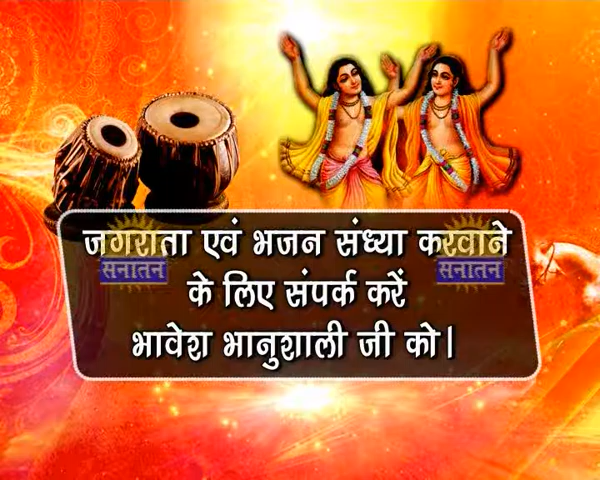 जगराता एवं भजन संध्या करवाने
सनातन
सनातन
के लिए संपर्क करें
भावेश भानुशाली जी को।